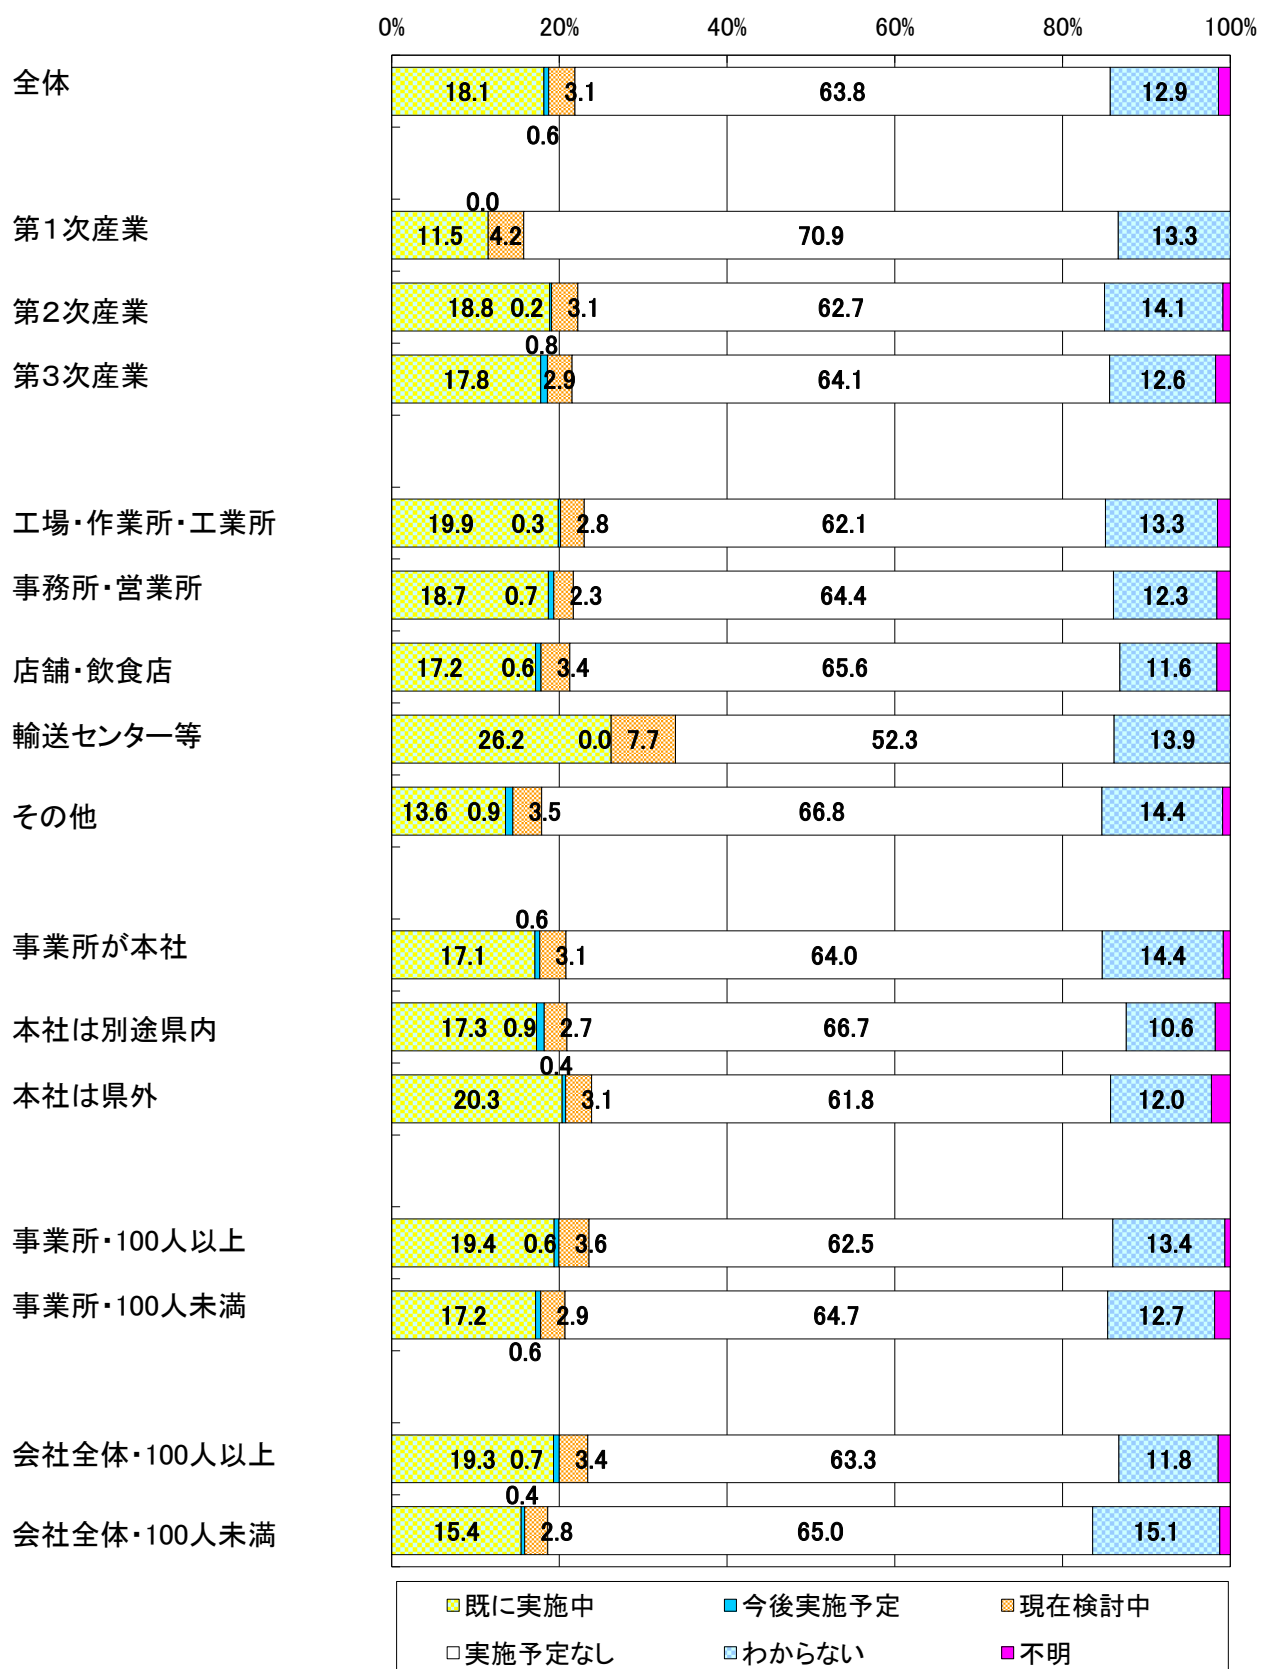 0% 20% 40% 60% 80% 100%
全体 18.1 3.1 63.8 12.9
0.6
0.0
第1次産業 11.5 4.2 70.9 13.3
第2次産業 18.8 0.2 3.1 62.7 14.1
0.8
第3次産業 17.8 2.9 64.1 12.6
工場・作業所・工業所 19.9 0.3 2.8 62.1 13.3
事務所・営業所 18.7 0.7 2.3 64.4 12.3
店舗・飲食店 17.2 0.6 3.4 65.6 11.6
輸送センター等 26.2 0.0 7.7 52.3 13.9
その他 13.6 0.9 3.5 66.8 14.4
0.6
事業所が本社 17.1 3.1 64.0 14.4
本社は別途県内 17.3 0.9 2.7 66.7 10.6
0.4
本社は県外 20.3 3.1 61.8 12.0
事業所・100人以上 19.4 0.6 3.6 62.5 13.4
事業所・100人未満 17.2 2.9 64.7 12.7
0.6
会社全体・100人以上 19.3 0.7 3.4 63.3 11.8
0.4
会社全体・100人未満 15.4 2.8 65.0 15.1
既に実施中 今後実施予定 現在検討中
実施予定なし わからない 不明